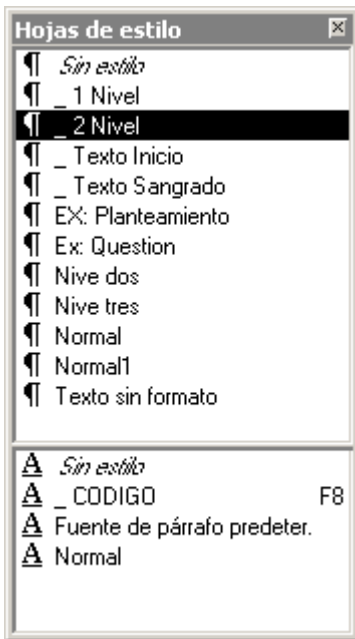 Hojas de estilo
¶ Sin estilo
¶ _ 1 Nivel
¶ _ 2 Nivel
¶ _ Texto Inicio
¶ _ Texto Sangrado
¶ EX: Planteamiento
¶ Ex: Question
¶ Nive dos
¶ Nive tres
¶ Normal
¶ Normal1
¶ Texto sin formato
A Sin estilo
A _ CODIGO F8
A Fuente de párrafo predeter.
A Normal